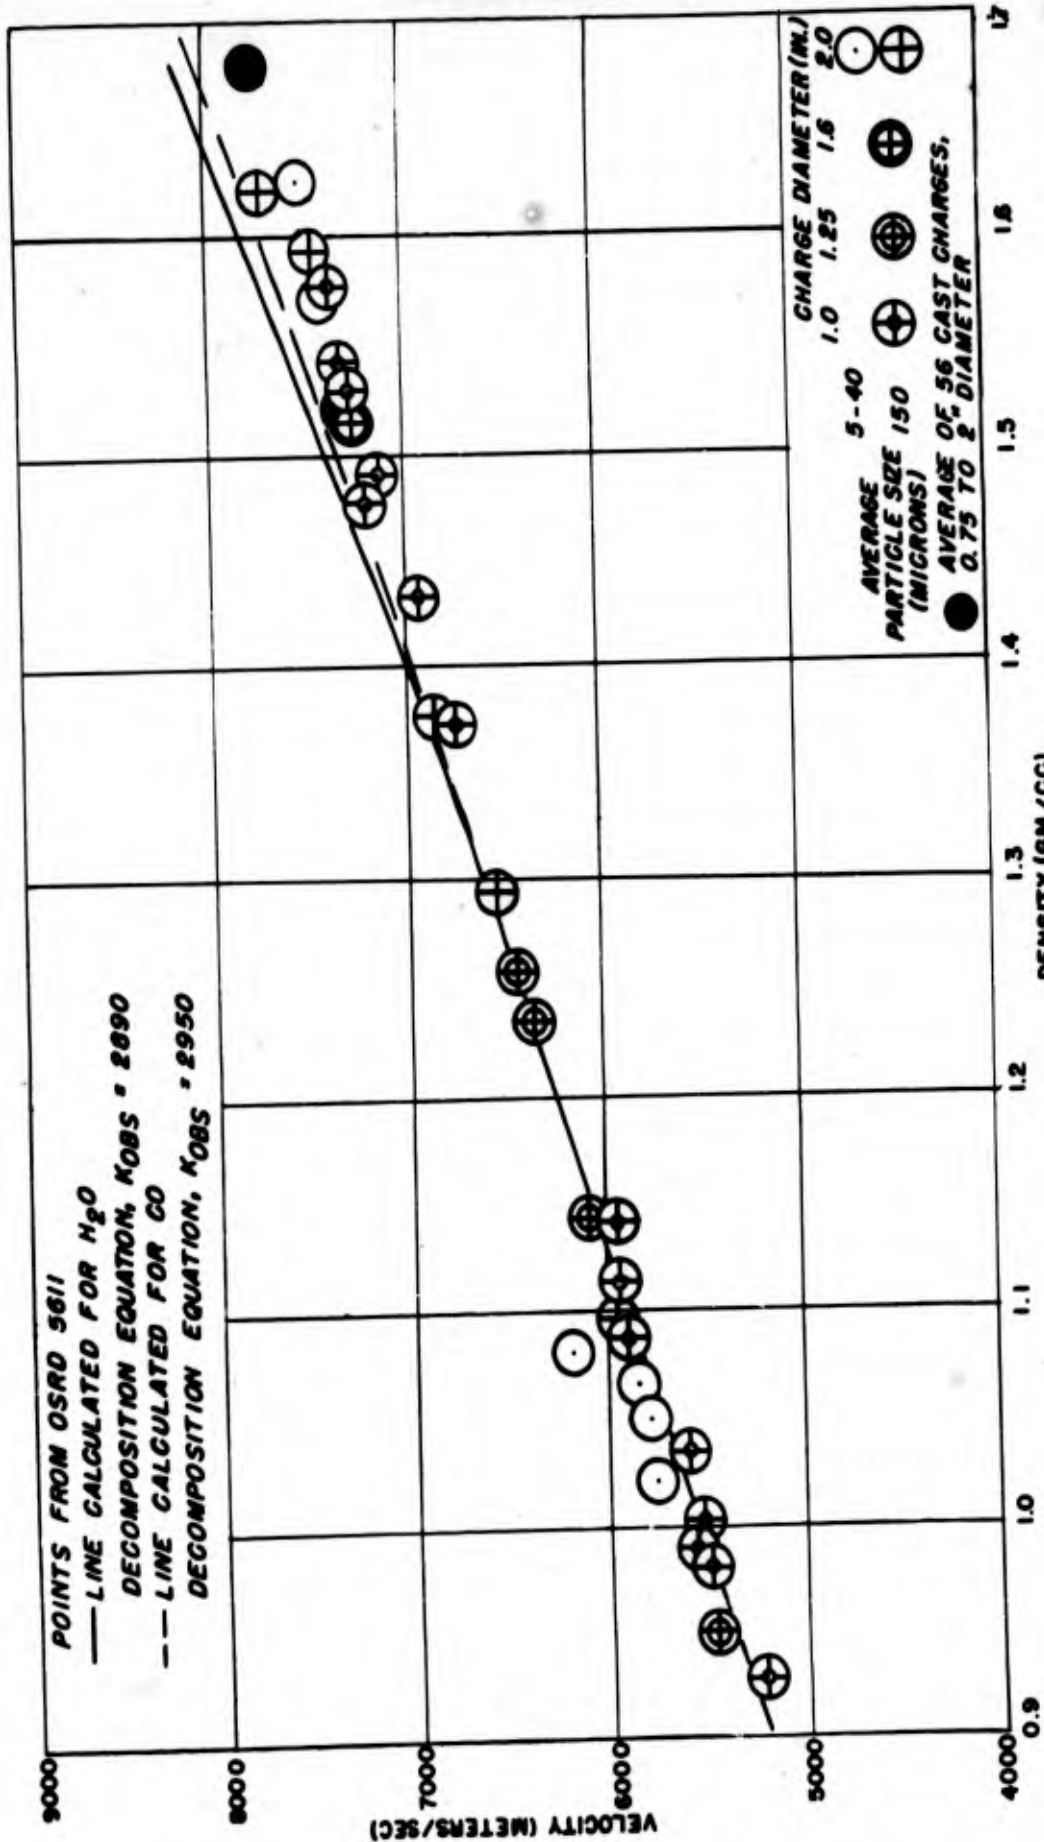 POINTS FROM OSRD 5611
LINE CALCULATED FOR H2O
DECOMPOSITION EQUATION, KOBS = 2890
LINE CALCULATED FOR CO
DECOMPOSITION EQUATION, KOBS = 2950
9000
8000
7000
6000
5000
4000
VELOCITY (METERS/SEC)
CHARGE DIAMETER (IN.)
1.0 1.25 1.6 2.0
AVERAGE 5-40
PARTICLE SIZE 150
(MICRONS)
AVERAGE OF 56 CAST CHARGES,
0.75 TO 2" DIAMETER
0.9 1.0 1.1 1.2 1.3 1.4 1.5 1.6 1.7
DENSITY (GM/CC)